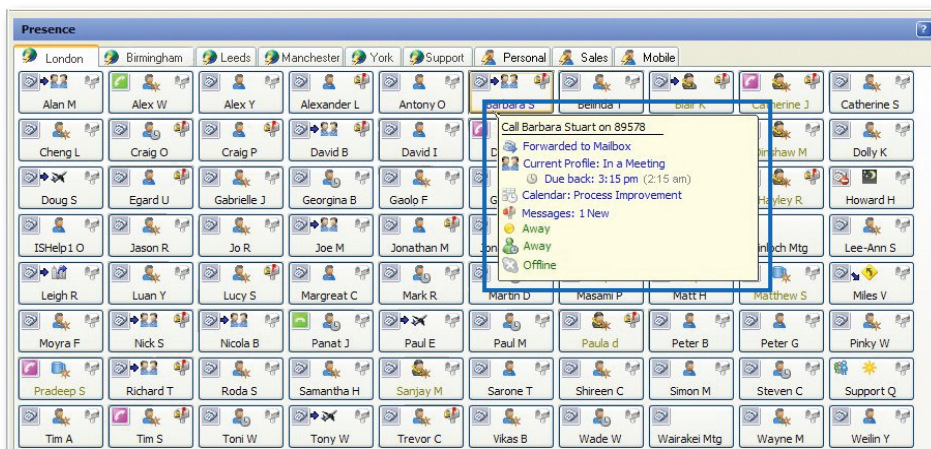 Presence
?
London Birmingham Leeds Manchester York Support Personal Sales Mobile
Alan M Alex W Alex Y Alexander L Antony O Barbara S Belinda T Blair K Catherine J Catherine S
Call Barbara Stuart on 89578
Cheng L Craig O Craig P David B David I D inshaw M Dolly K
Forwarded to Mailbox
Current Profile: In a Meeting
Due back: 3:15 pm (2:15 am)
Doug S Egard U Gabrielle J Georgina B Gaolo F G Hayley R Howard H
Calendar: Process Improvement
Messages: 1 New
Away
Away
ISHelp1 O Jason R Jo R Joe M Jonathan M Jon Mtg Lee-Ann S
Offline
Leigh R Luan Y Lucy S Margreat C Mark R Martin D Masami P Matt H Matthew S Miles V
Moyra F Nick S Nicola B Panat J Paul E Paul M Paula d Peter B Peter G Pinky W
Pradeep S Richard T Roda S Samantha H Sanjay M Sarone T Shireen C Simon M Steven C Support Q
Tim A Tim S Toni W Tony W Trevor C Vikas B Wade W Wairakei Mtg Wayne M Weilin Y